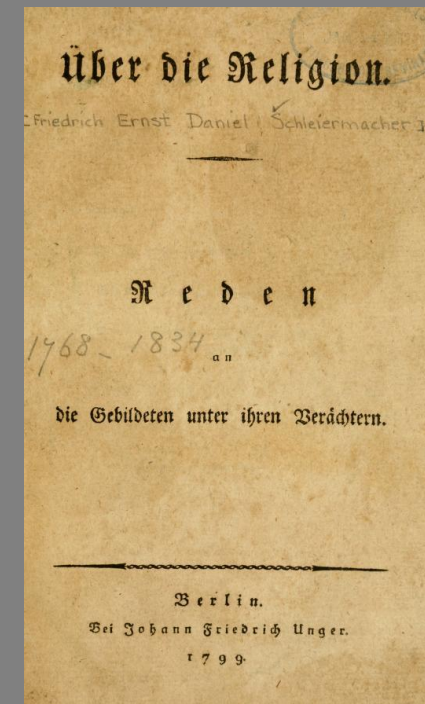 Über die Religion.
[Friedrich Ernst Daniel Schleiermacher]
Reden
1768-1834
an
die Gebildeten unter ihren Verächtern.
Berlin.
Bei Johann Friedrich Unger.
1799.